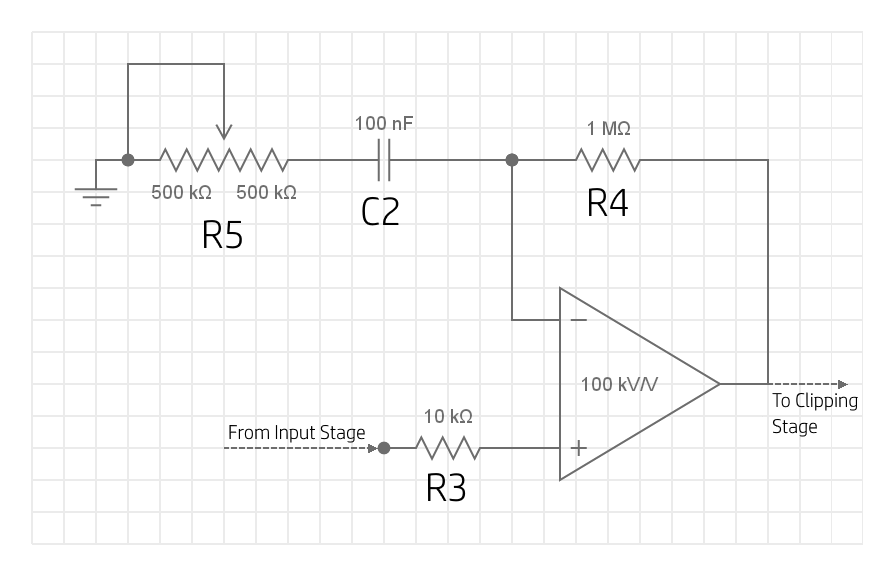 100 nF
1 MΩ
500 kΩ 500 kΩ
R5
C2
R4
100 kV/V
To Clipping
Stage
10 kΩ
From Input Stage
R3